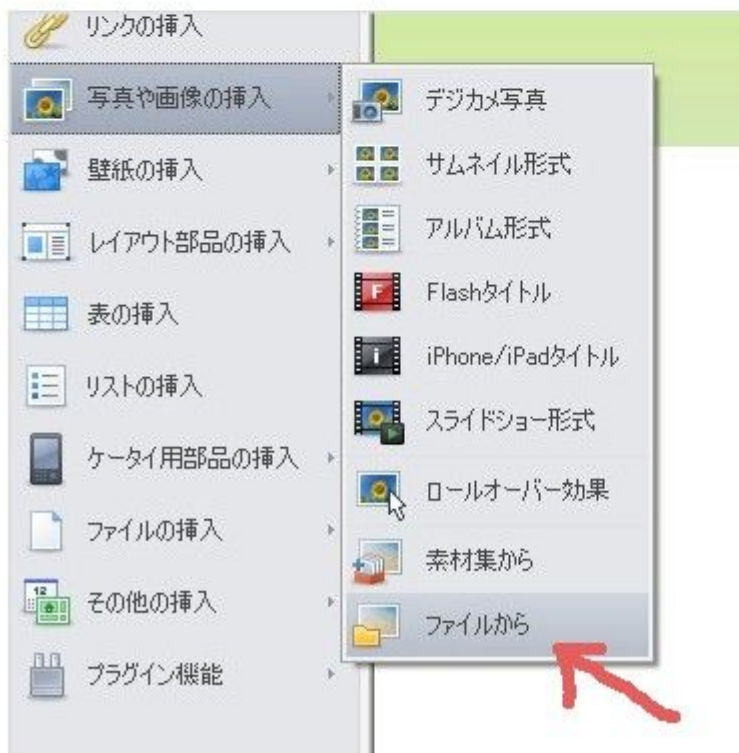 リンクの挿入
写真や画像の挿入
壁紙の挿入
レイアウト部品の挿入
表の挿入
リストの挿入
ケータイ用部品の挿入
ファイルの挿入
12
その他の挿入
プラグイン機能
デジカメ写真
サムネイル形式
アルバム形式
F
Flashタイトル
i
iPhone/iPadタイトル
スライドショー形式
ロールオーバー効果
素材集から
ファイルから